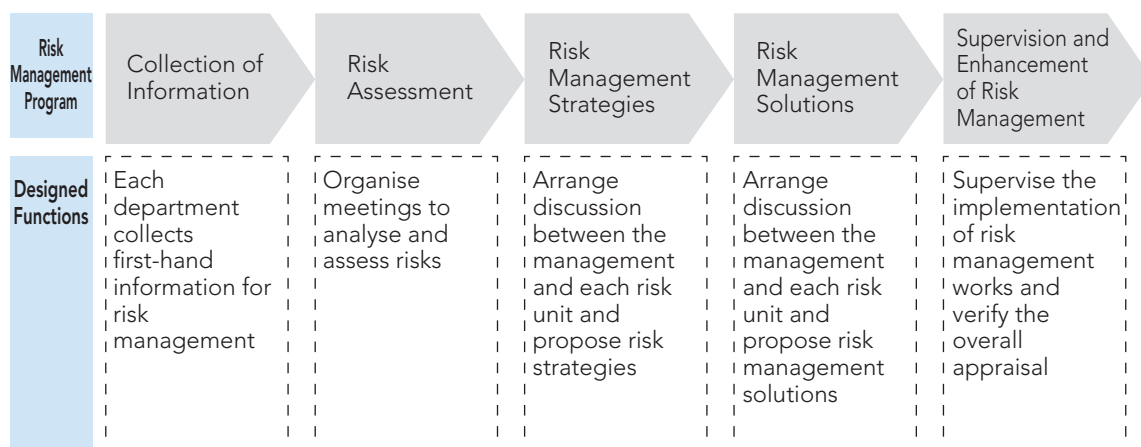 Risk
Management
Program
Collection of
Information
Risk
Assessment
Risk
Management
Strategies
Risk
Management
Solutions
Supervision and
Enhancement
of Risk
Management
Designed
Functions
Each
department
collects
first-hand
information for
risk
management
Organise
meetings to
analyse and
assess risks
Arrange
discussion
between the
management
and each risk
unit and
propose risk
strategies
Arrange
discussion
between the
management
and each risk
unit and
propose risk
management
solutions
Supervise the
implementation
of risk
management
works and
verify the
overall
appraisal